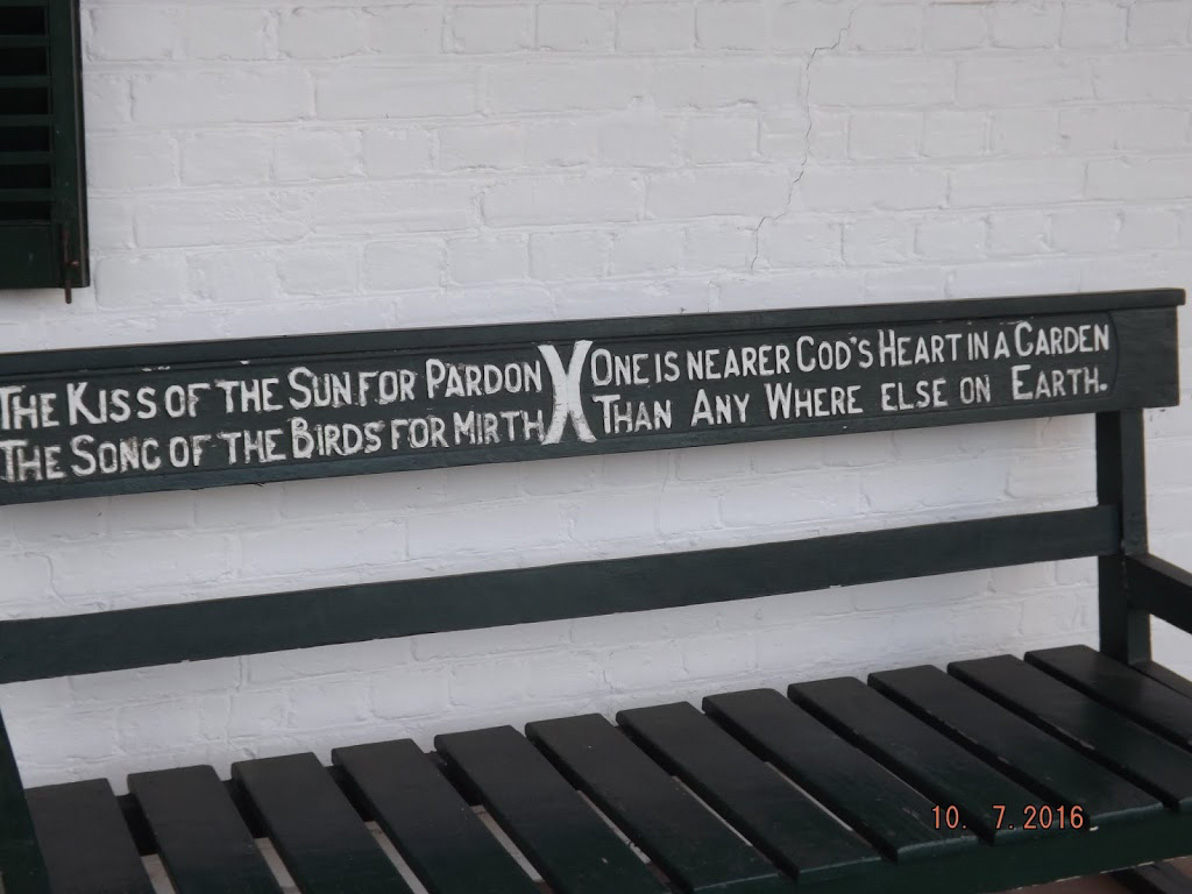 THE KISS OF THE SUN FOR PARDON
THE SONG OF THE BIRDS FOR MIRTH
ONE IS NEARER GOD'S HEART IN A GARDEN
THAN ANY WHERE ELSE ON EARTH.
10. 7. 2016